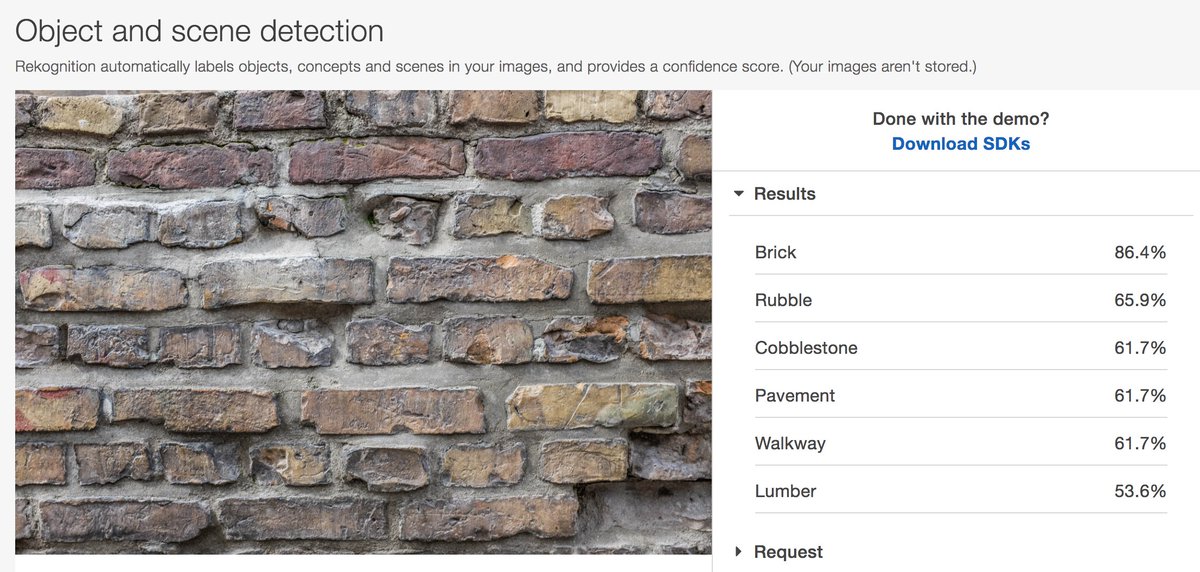 Object and scene detection
Rekognition automatically labels objects, concepts and scenes in your images, and provides a confidence score. (Your images aren't stored.)
Done with the demo?
Download SDKs
Results
Brick 86.4%
Rubble 65.9%
Cobblestone 61.7%
Pavement 61.7%
Walkway 61.7%
Lumber 53.6%
Request